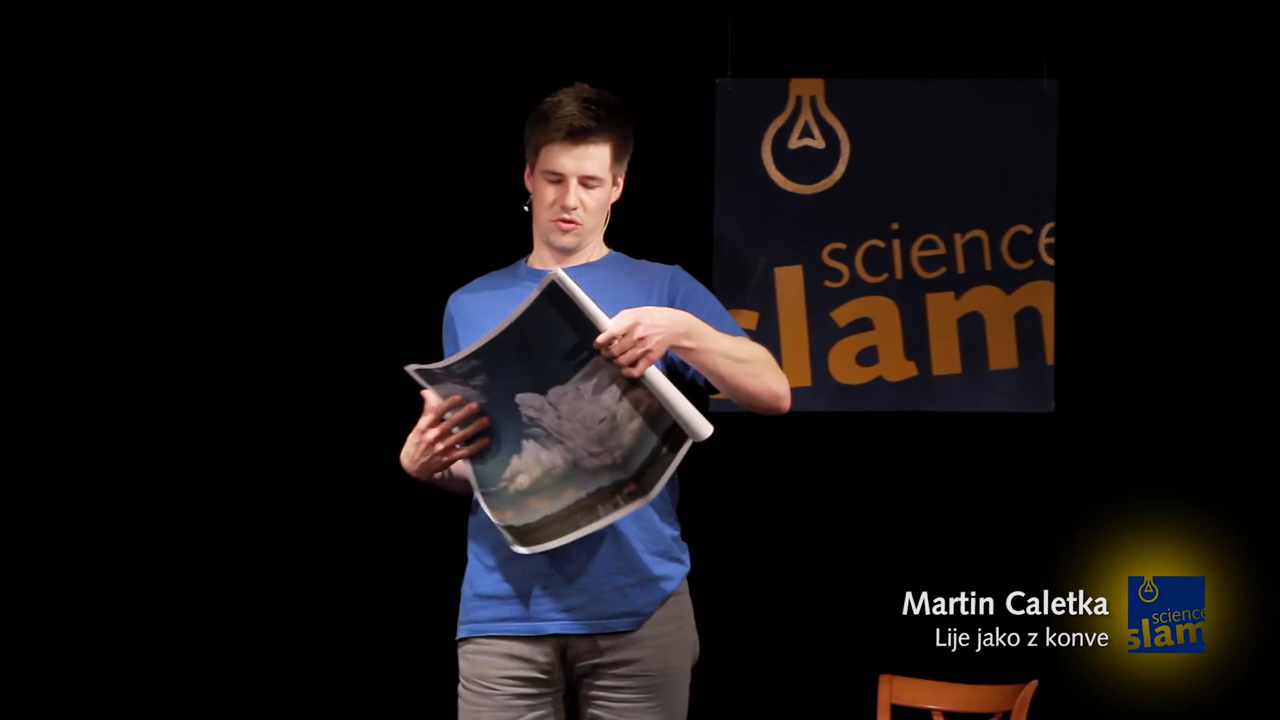 science
slam
Martin Caletka
Lije jako z konve
science
slam